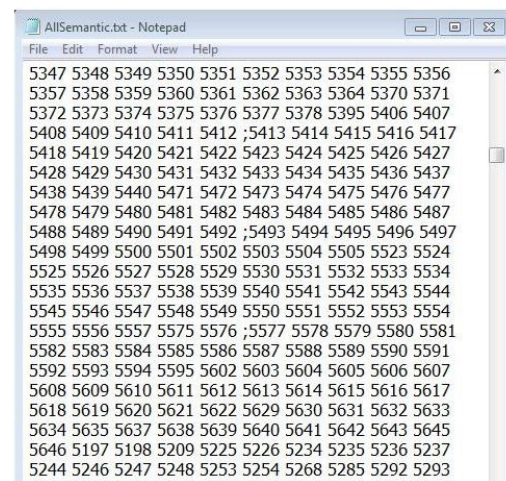 AllSemantic.txt - Notepad
File Edit Format View Help
5347 5348 5349 5350 5351 5352 5353 5354 5355 5356
5357 5358 5359 5360 5361 5362 5363 5364 5370 5371
5372 5373 5374 5375 5376 5377 5378 5395 5406 5407
5408 5409 5410 5411 5412 ;5413 5414 5415 5416 5417
5418 5419 5420 5421 5422 5423 5424 5425 5426 5427
5428 5429 5430 5431 5432 5433 5434 5435 5436 5437
5438 5439 5440 5471 5472 5473 5474 5475 5476 5477
5478 5479 5480 5481 5482 5483 5484 5485 5486 5487
5488 5489 5490 5491 5492 ;5493 5494 5495 5496 5497
5498 5499 5500 5501 5502 5503 5504 5505 5523 5524
5525 5526 5527 5528 5529 5530 5531 5532 5533 5534
5535 5536 5537 5538 5539 5540 5541 5542 5543 5544
5545 5546 5547 5548 5549 5550 5551 5552 5553 5554
5555 5556 5557 5575 5576 ;5577 5578 5579 5580 5581
5582 5583 5584 5585 5586 5587 5588 5589 5590 5591
5592 5593 5594 5595 5602 5603 5604 5605 5606 5607
5608 5609 5610 5611 5612 5613 5614 5615 5616 5617
5618 5619 5620 5621 5622 5629 5630 5631 5632 5633
5634 5635 5637 5638 5639 5640 5641 5642 5643 5645
5646 5197 5198 5209 5225 5226 5234 5235 5236 5237
5244 5246 5247 5248 5253 5254 5268 5285 5292 5293